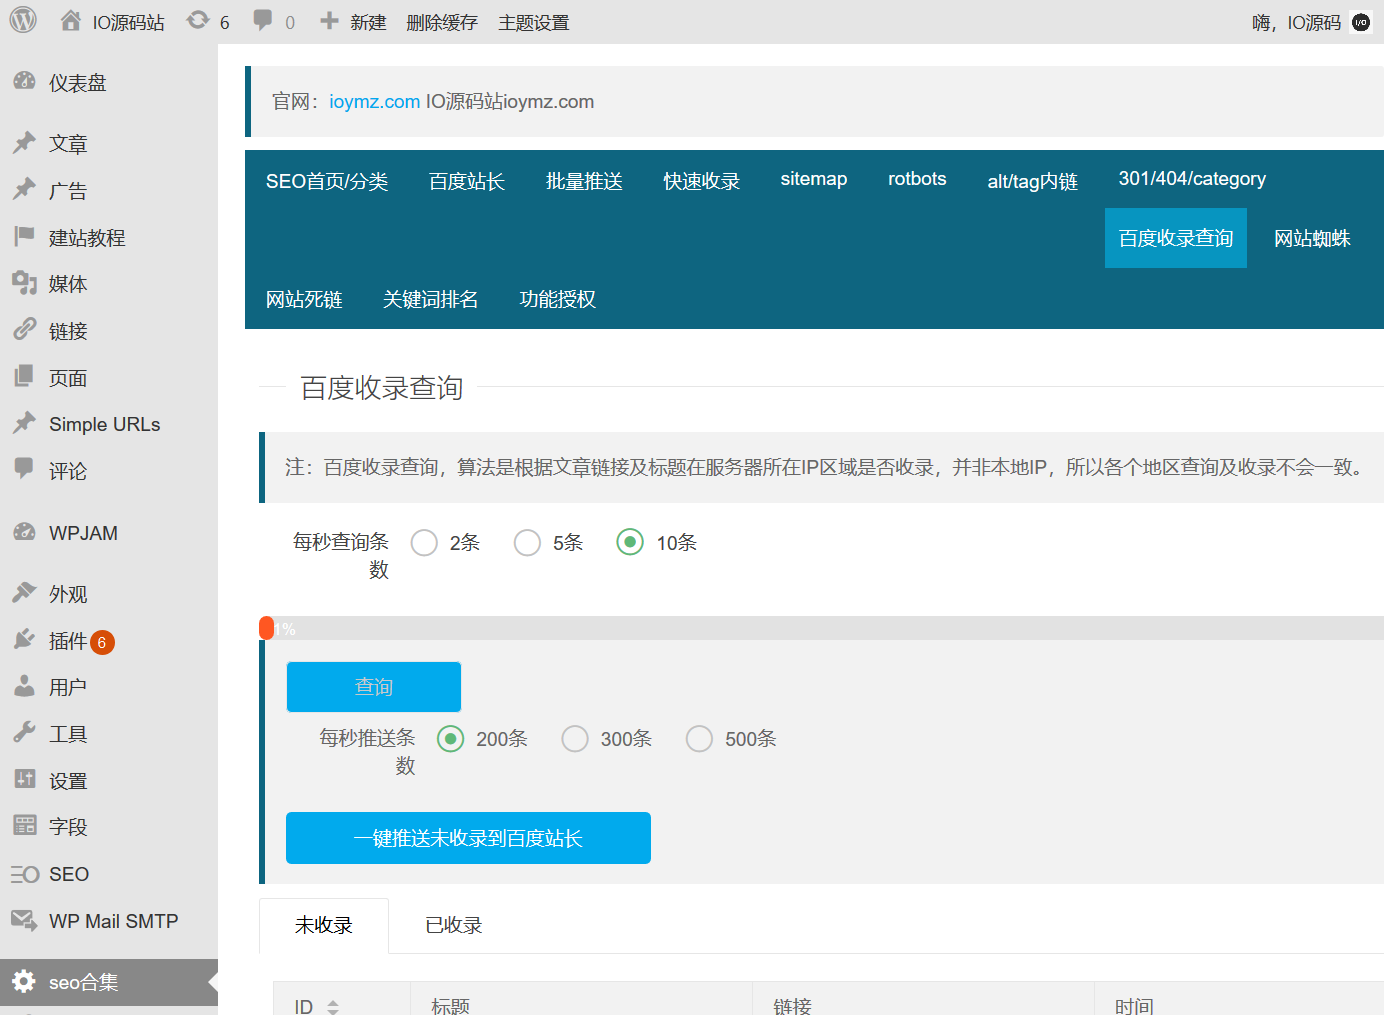 IO源码站 6 0 新建 删除缓存 主题设置 嗨，IO源码
仪表盘
文章
广告
建站教程
媒体
链接
页面
Simple URLs
评论
WPJAM
外观
插件 6
用户
工具
设置
字段
SEO
WP Mail SMTP
seo合集
官网：ioymz.com IO源码站ioymz.com
SEO首页/分类 百度站长 批量推送 快速收录 sitemap rotbots alt/tag内链 301/404/category
百度收录查询 网站蜘蛛
网站死链 关键词排名 功能授权
百度收录查询
注：百度收录查询，算法是根据文章链接及标题在服务器所在IP区域是否收录，并非本地IP，所以各个地区查询及收录不会一致。
每秒查询条数 2条 5条 10条
1%
查询
每秒推送条数 200条 300条 500条
一键推送未收录到百度站长
未收录 已收录
ID 标题 链接 时间